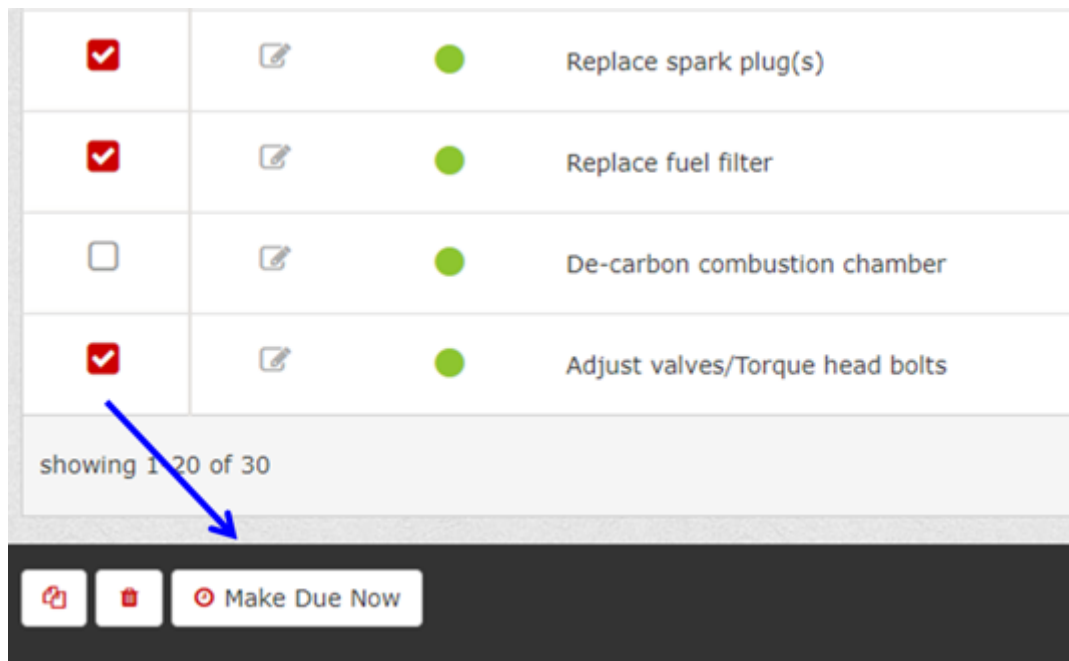 Replace spark plug(s)
Replace fuel filter
De-carbon combustion chamber
Adjust valves/Torque head bolts
showing 1-20 of 30
Make Due Now